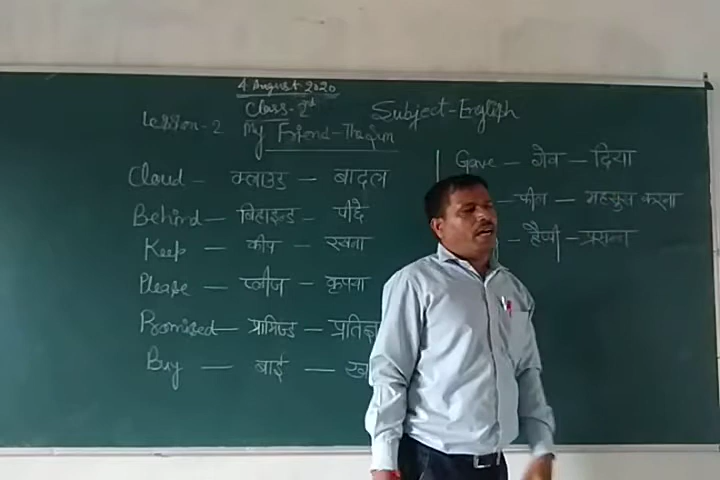 4 August 2020
Class-2nd
Subject-English
Lesson-2 My Friend-
Cloud - क्लाउड - बादल
Behind - बिहाइन्ड - पीछे
Keep - कीप - रखना
Please - प्लीज - कृपया
Promised - प्रामिज्ड - प्रतिज्ञ
Buy - बाई - ख
Gave - गेव - दिया
- फील - महसूस करना
- हैप्पी - प्रसन्न